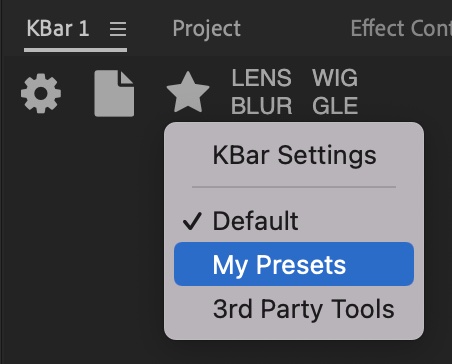 KBar 1 Project Effect Cont
LENS WIG
BLUR GLE
KBar Settings
Default
My Presets
3rd Party Tools